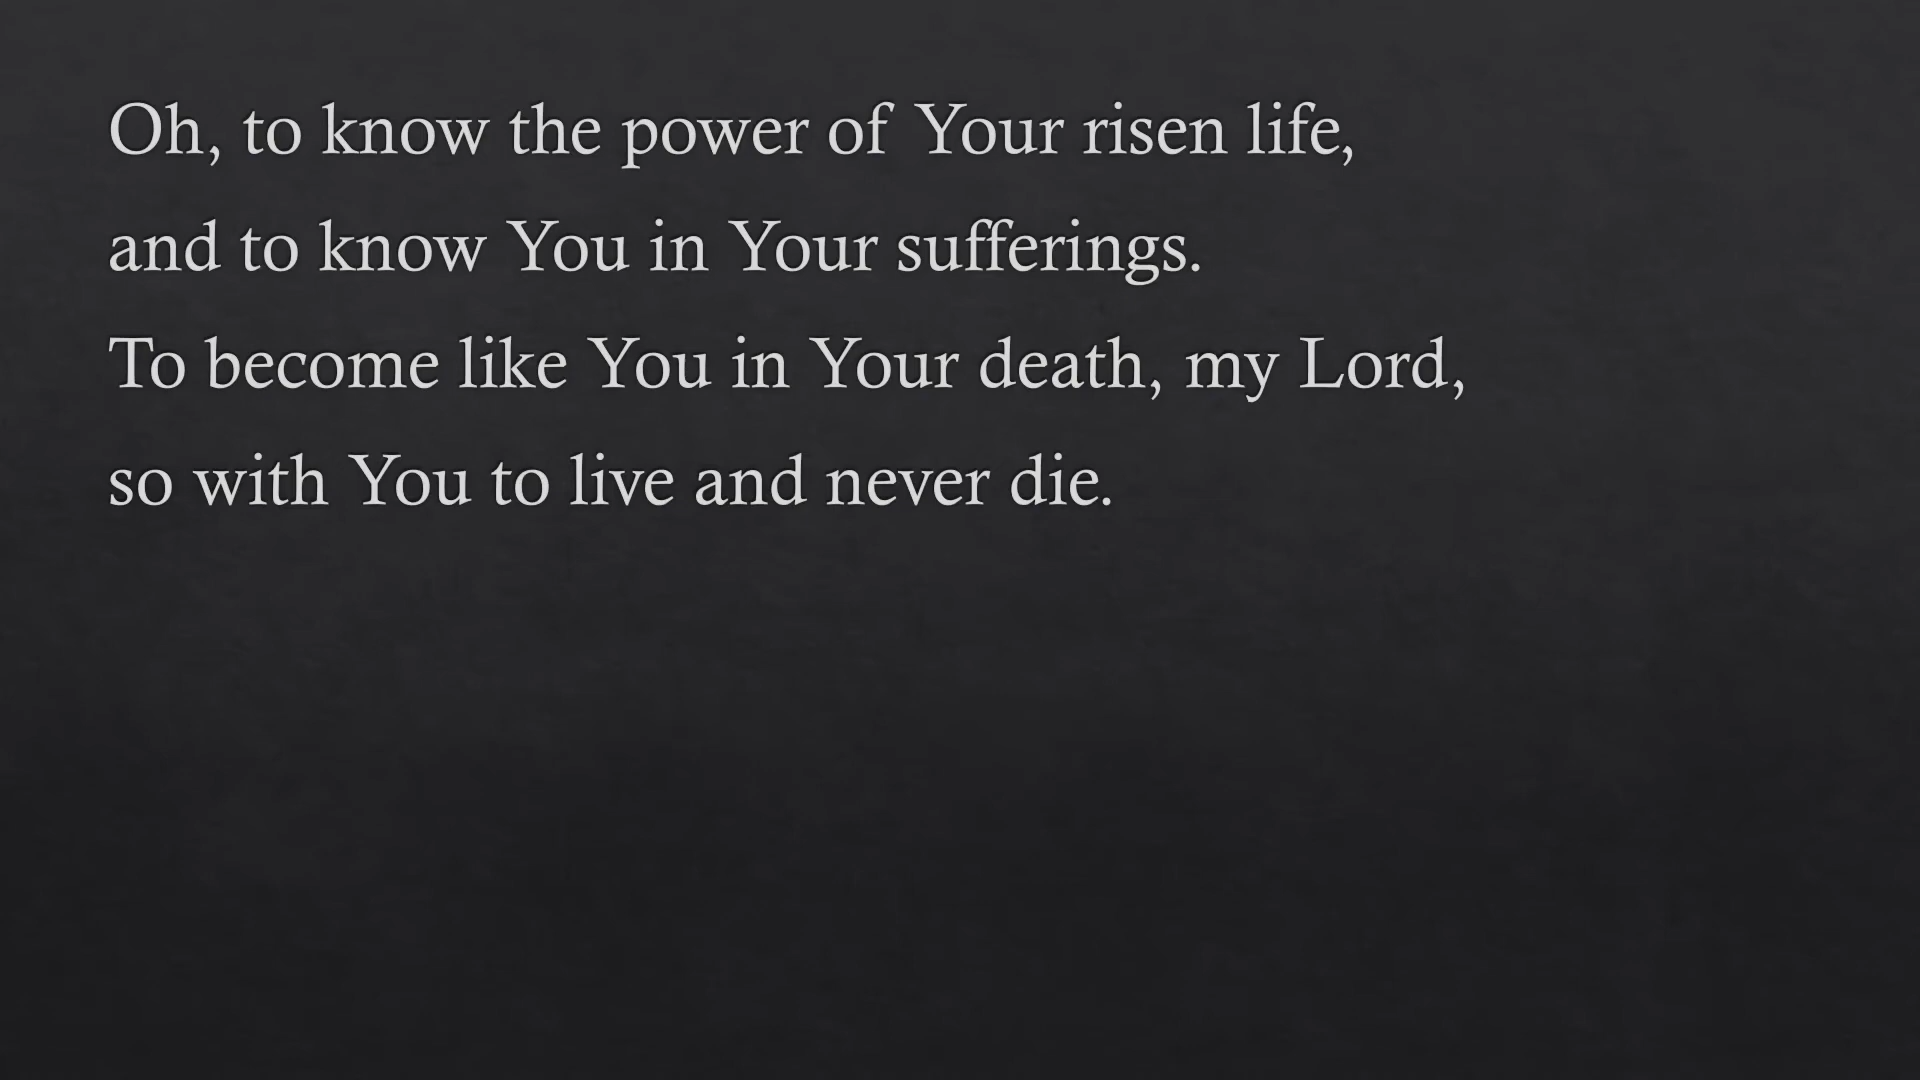 Oh, to know the power of Your risen life,
and to know You in Your sufferings.
To become like You in Your death, my Lord,
so with You to live and never die.